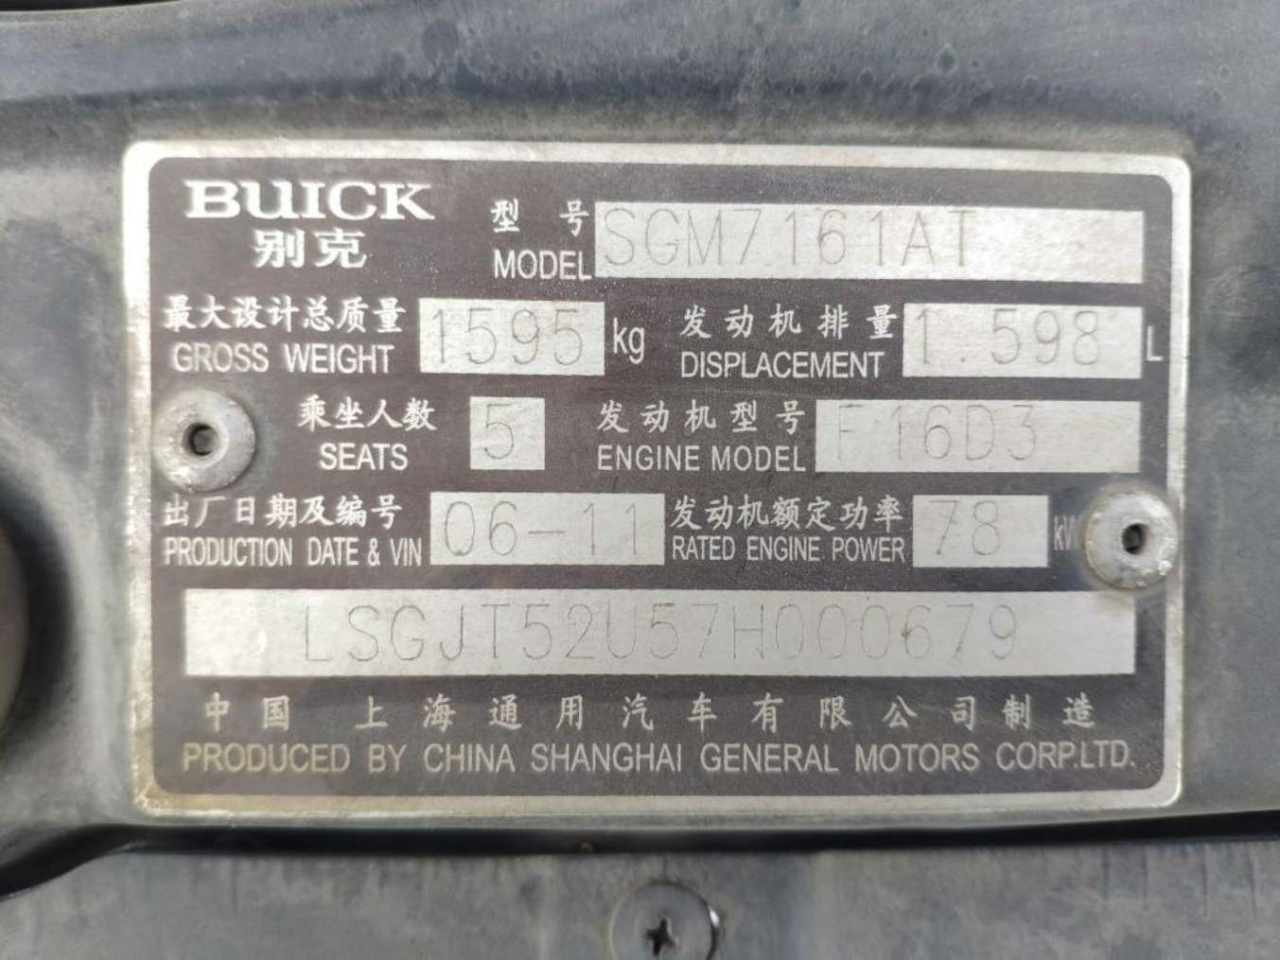 BUICK
别克
型号 SGM7161AT
MODEL
最大设计总质量 1595 kg 发动机排量 1.598 L
GROSS WEIGHT DISPLACEMENT
乘坐人数 5 发动机型号 F16D3
SEATS ENGINE MODEL
出厂日期及编号 06-11 发动机额定功率 78 kW
PRODUCTION DATE & VIN RATED ENGINE POWER
LSGJT52U57H000679
中国 上海通用汽车有限公司制造
PRODUCED BY CHINA SHANGHAI GENERAL MOTORS CORP.LTD.